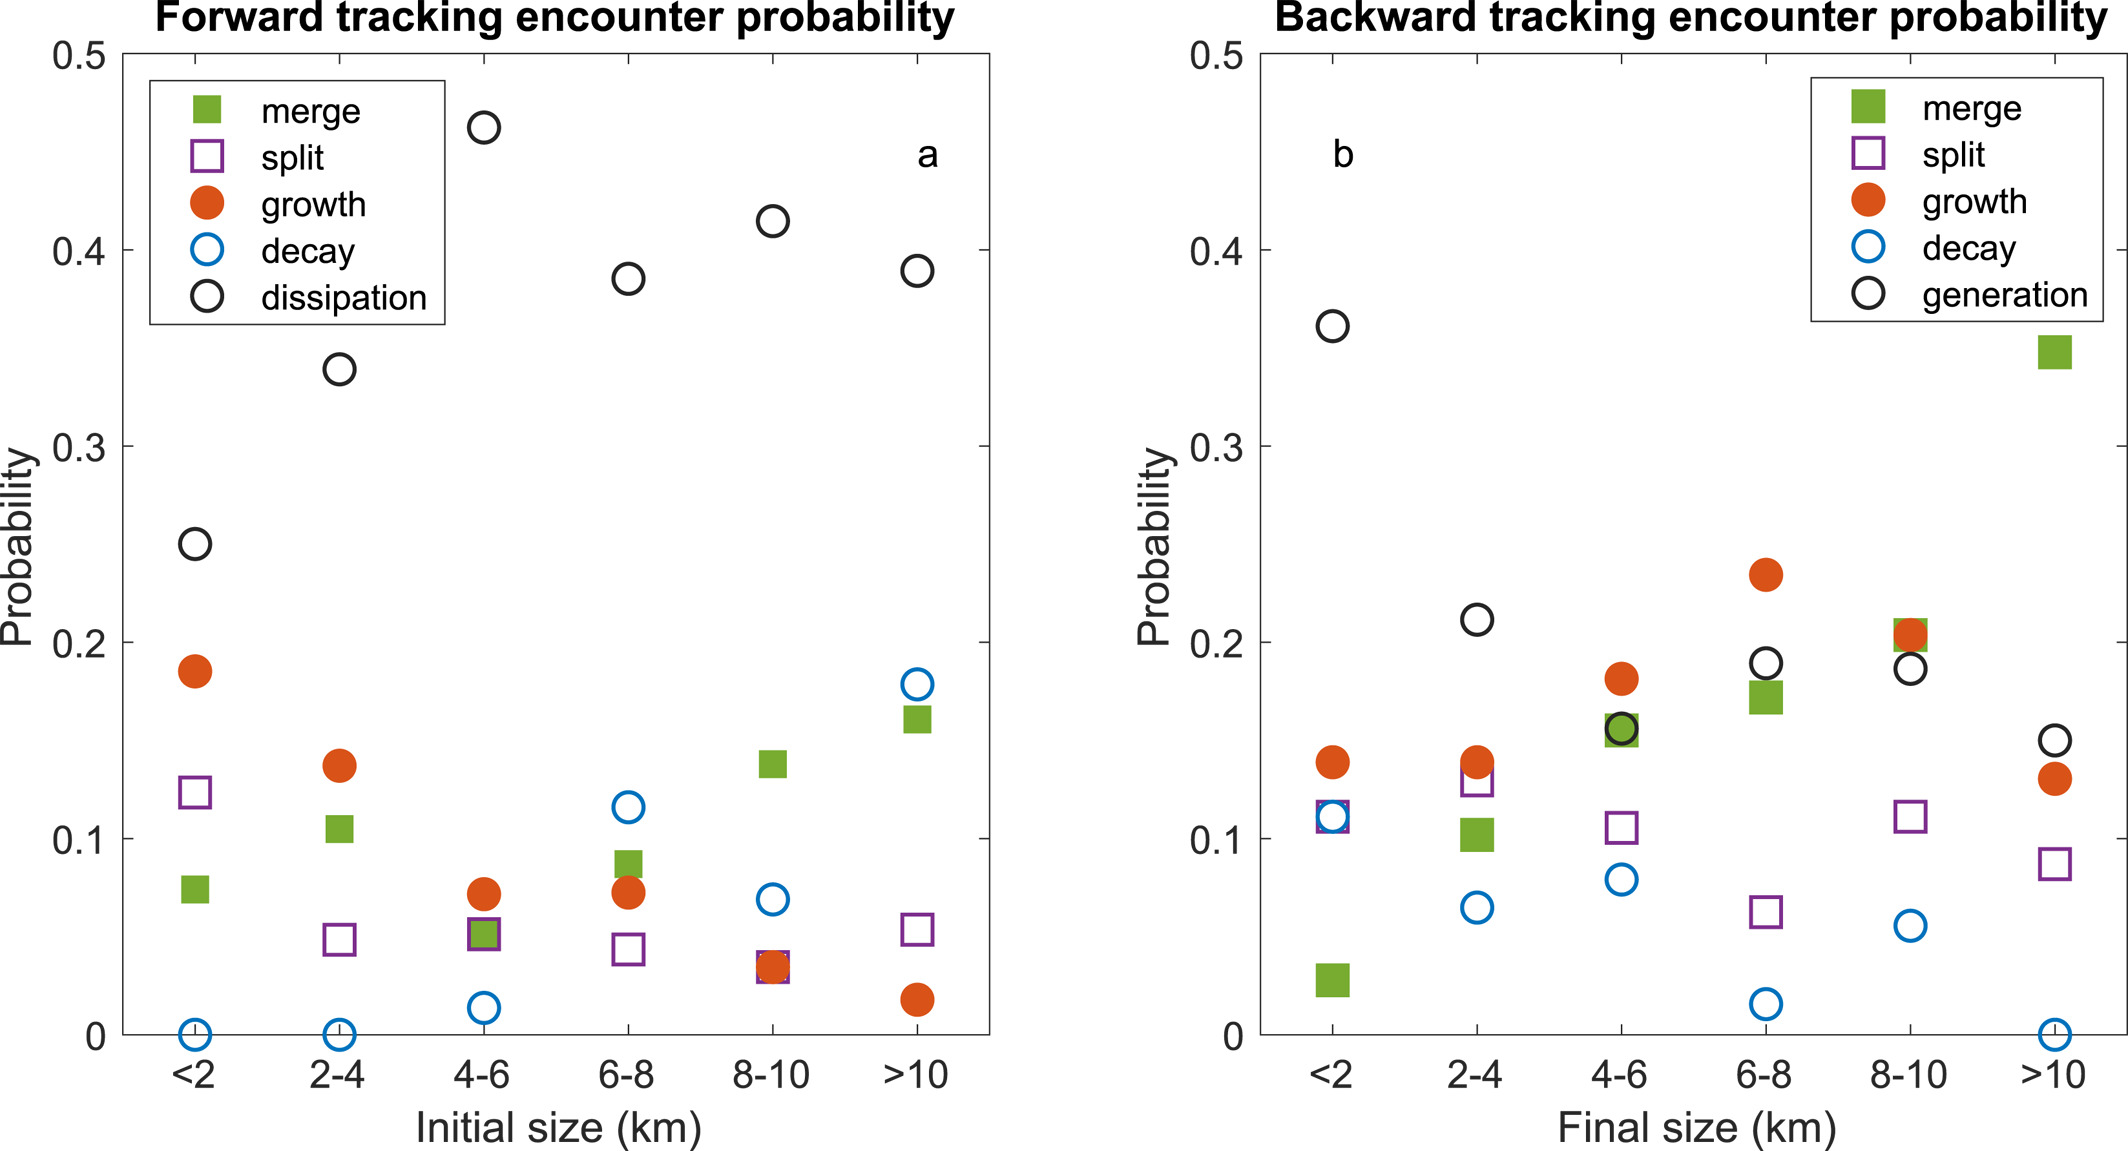 Forward tracking encounter probability
0.5
0.4
0.3
0.2
0.1
0
Probability
merge
split
growth
decay
dissipation
a
<2 2-4 4-6 6-8 8-10 >10
Initial size (km)
Backward tracking encounter probability
0.5
0.4
0.3
0.2
0.1
0
Probability
b
merge
split
growth
decay
generation
<2 2-4 4-6 6-8 8-10 >10
Final size (km)